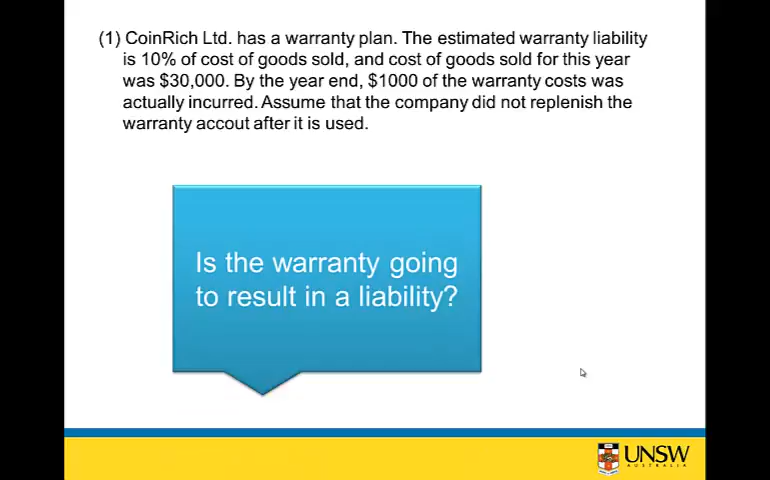 (1) CoinRich Ltd. has a warranty plan. The estimated warranty liability
is 10% of cost of goods sold, and cost of goods sold for this year
was $30,000. By the year end, $1000 of the warranty costs was
actually incurred. Assume that the company did not replenish the
warranty accout after it is used.
Is the warranty going
to result in a liability?
UNSW
AUSTRALIA